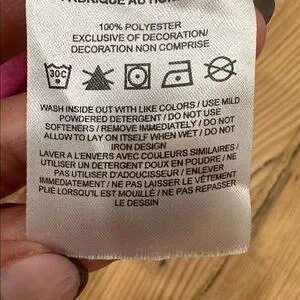 100% POLYESTER
EXCLUSIVE OF DECORATION/
DECORATION NON COMPRISE
30C
WASH INSIDE OUT WITH LIKE COLORS / USE MILD
POWDERED DETERGENT / DO NOT USE
SOFTENERS / REMOVE IMMEDIATELY / DO NOT
ALLOW TO LAY ON ITSELF WHEN WET / DO NOT
IRON DESIGN
LAVER A L'ENVERS AVEC COULEURS SIMILAIRES /
UTILISER UN DETERGENT DOUX EN POUDRE / NE
PAS UTILISER D'ADOUCISSEUR / ENLEVER
IMMEDIATEMENT / NE PAS LAISSER LE VÊTEMENT
PLIÉ LORSQU'IL EST MOUILLÉ / NE PAS REPASSER
LE DESSIN